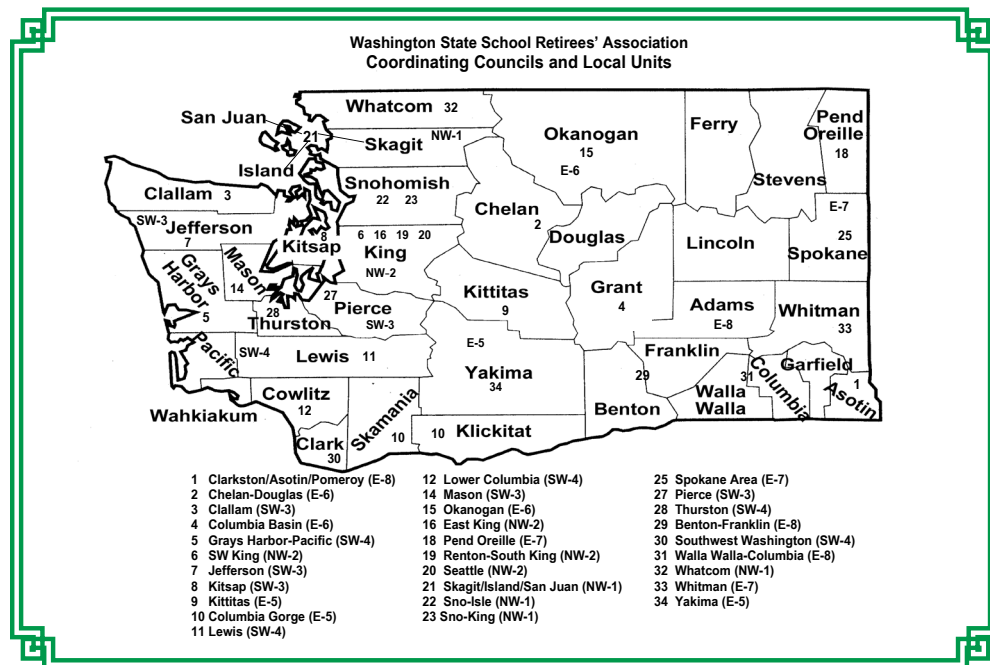 Washington State School Retirees' Association
Coordinating Councils and Local Units
Whatcom 32
San Juan
21
NW-1
Skagit
Island
Okanogan
15
E-6
Ferry
Pend
Oreille
18
Stevens
Clallam 3
Snohomish
22 23
Chelan
2
E-7
SW-3
Jefferson
7
8
Kitsap
6 16 19 20
King
NW-2
Douglas
Lincoln
25
Spokane
Grays
Harbor
5
Mason
14
Kittitas
9
Grant
4
27
Pierce
SW-3
28
Thurston
Adams
E-8
Whitman
33
Pacific
SW-4
Lewis 11
E-5
Yakima
34
Franklin
29
31
Garfield
Columbia
1
Asotin
Walla
Walla
Wahkiakum
Cowlitz
12
Skamania
10
10 Klickitat
Benton
Clark
30
1 Clarkston/Asotin/Pomeroy (E-8)
2 Chelan-Douglas (E-6)
3 Clallam (SW-3)
4 Columbia Basin (E-6)
5 Grays Harbor-Pacific (SW-4)
6 SW King (NW-2)
7 Jefferson (SW-3)
8 Kitsap (SW-3)
9 Kittitas (E-5)
10 Columbia Gorge (E-5)
11 Lewis (SW-4)
12 Lower Columbia (SW-4)
14 Mason (SW-3)
15 Okanogan (E-6)
16 East King (NW-2)
18 Pend Oreille (E-7)
19 Renton-South King (NW-2)
20 Seattle (NW-2)
21 Skagit/Island/San Juan (NW-1)
22 Sno-Isle (NW-1)
23 Sno-King (NW-1)
25 Spokane Area (E-7)
27 Pierce (SW-3)
28 Thurston (SW-4)
29 Benton-Franklin (E-8)
30 Southwest Washington (SW-4)
31 Walla Walla-Columbia (E-8)
32 Whatcom (NW-1)
33 Whitman (E-7)
34 Yakima (E-5)